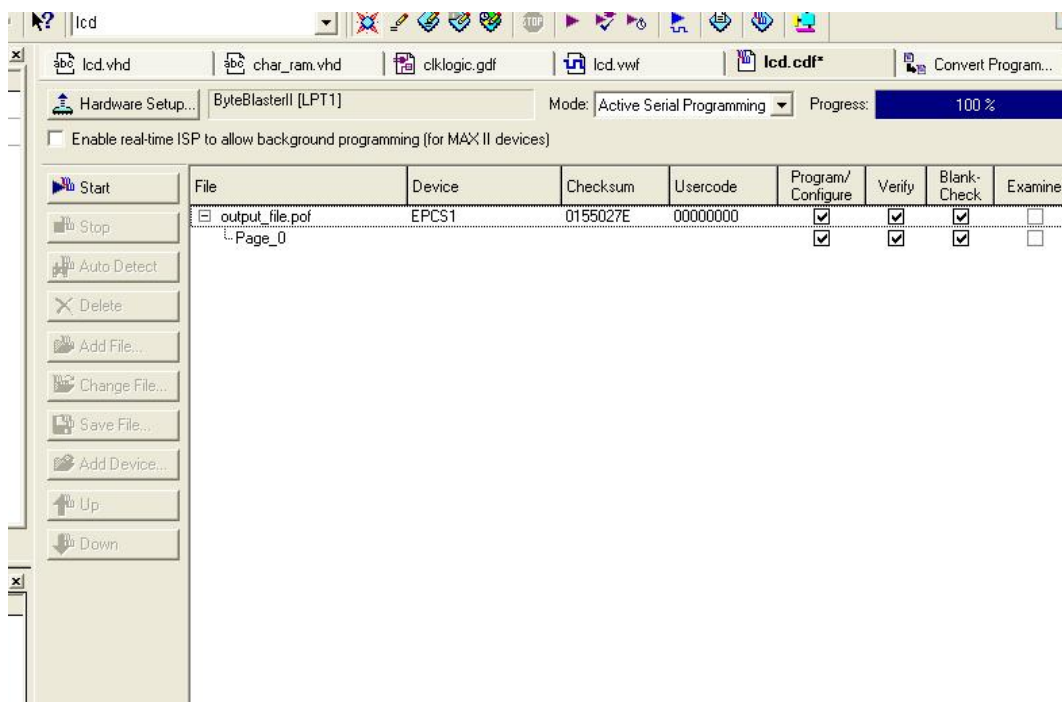 lcd
STOP
abc lcd.vhd abc char_ram.vhd clklogic.gdf lcd.vwf lcd.cdf* Convert Program...
Hardware Setup... ByteBlasterII [LPT1] Mode: Active Serial Programming Progress: 100 %
Enable real-time ISP to allow background programming (for MAX II devices)
Start
Stop
Auto Detect
Delete
Add File...
Change File...
Save File...
Add Device...
Up
Down
File Device Checksum Usercode Program/ Configure Verify Blank- Check Examine
output_file.pof EPCS1 0155027E 00000000
Page_0